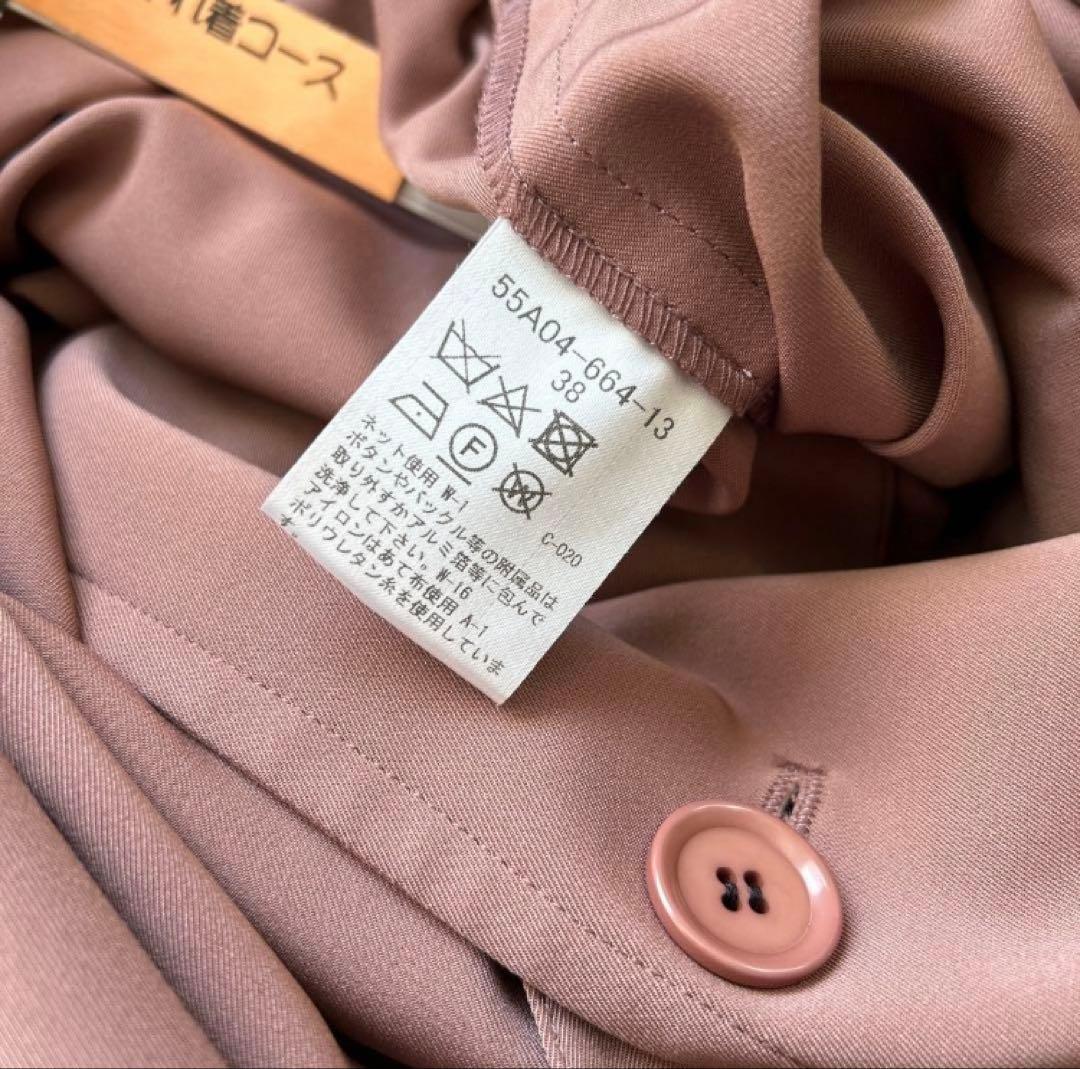 れ着コース
55A04-664-13
38
F
W
C-020
ネット使用 W-1
ボタンやバックル等の附属品は
取り外すかアルミ箔等に包んで
洗浄して下さい。W-16
アイロンはあて布使用 A-1
ポリウレタン糸を使用していま
す。